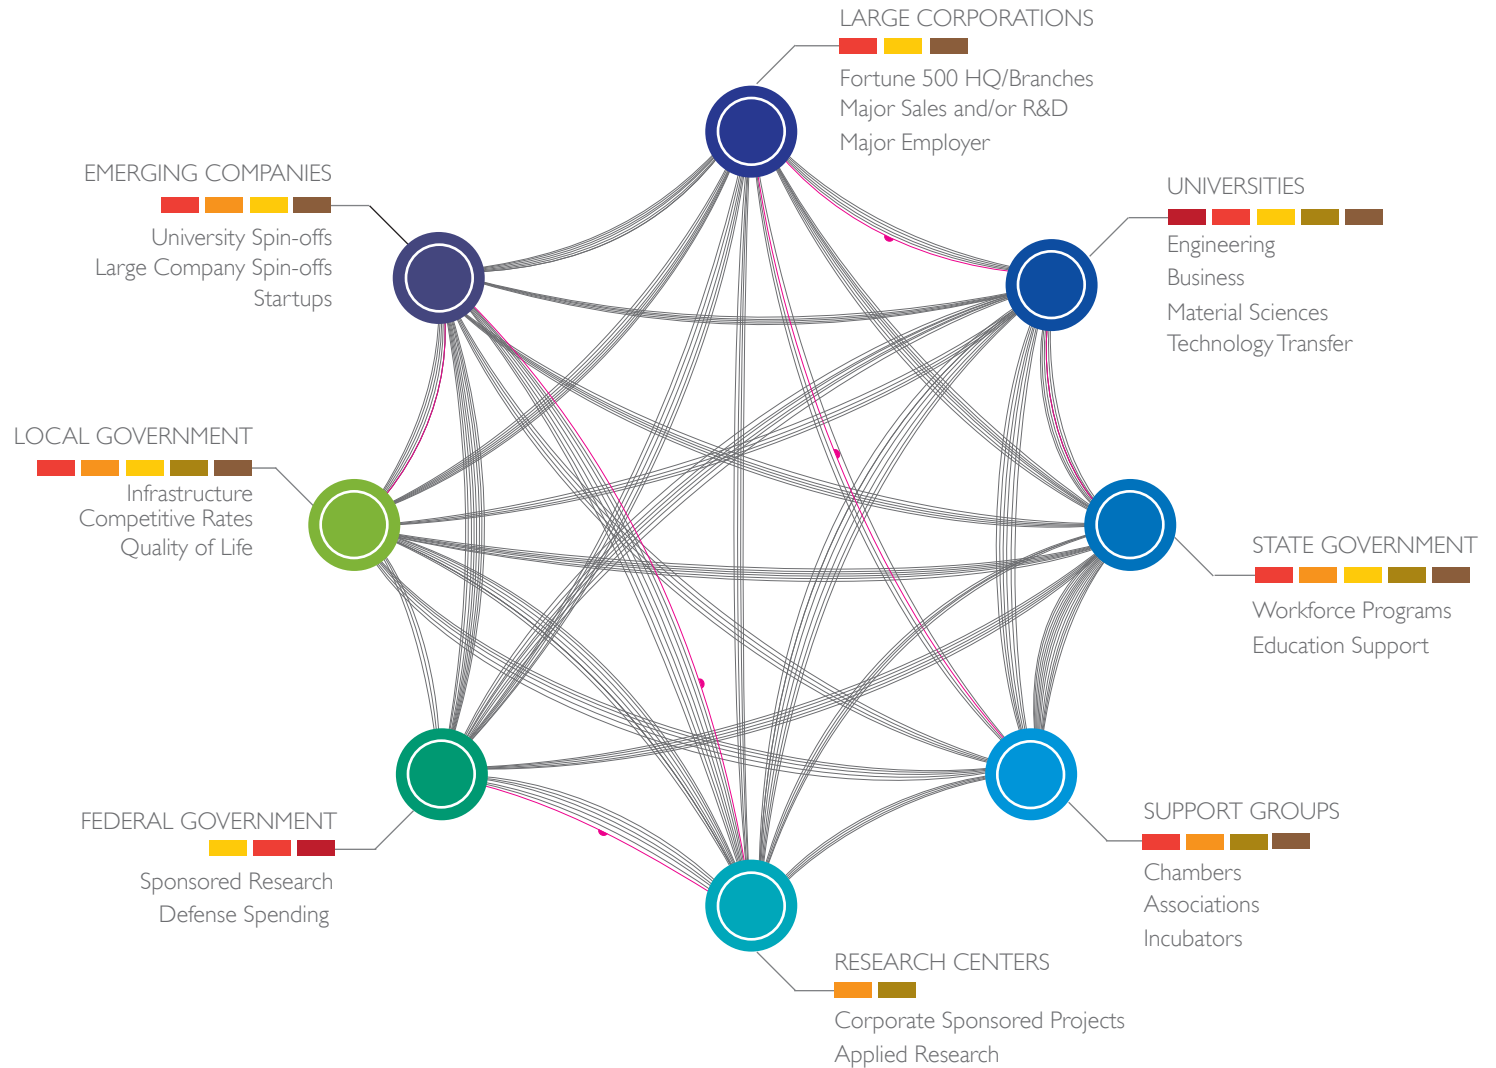 LARGE CORPORATIONS
Fortune 500 HQ/Branches
Major Sales and/or R&D
Major Employer
EMERGING COMPANIES
University Spin-offs
Large Company Spin-offs
Startups
UNIVERSITIES
Engineering
Business
Material Sciences
Technology Transfer
LOCAL GOVERNMENT
Infrastructure
Competitive Rates
Quality of Life
STATE GOVERNMENT
Workforce Programs
Education Support
FEDERAL GOVERNMENT
Sponsored Research
Defense Spending
SUPPORT GROUPS
Chambers
Associations
Incubators
RESEARCH CENTERS
Corporate Sponsored Projects
Applied Research